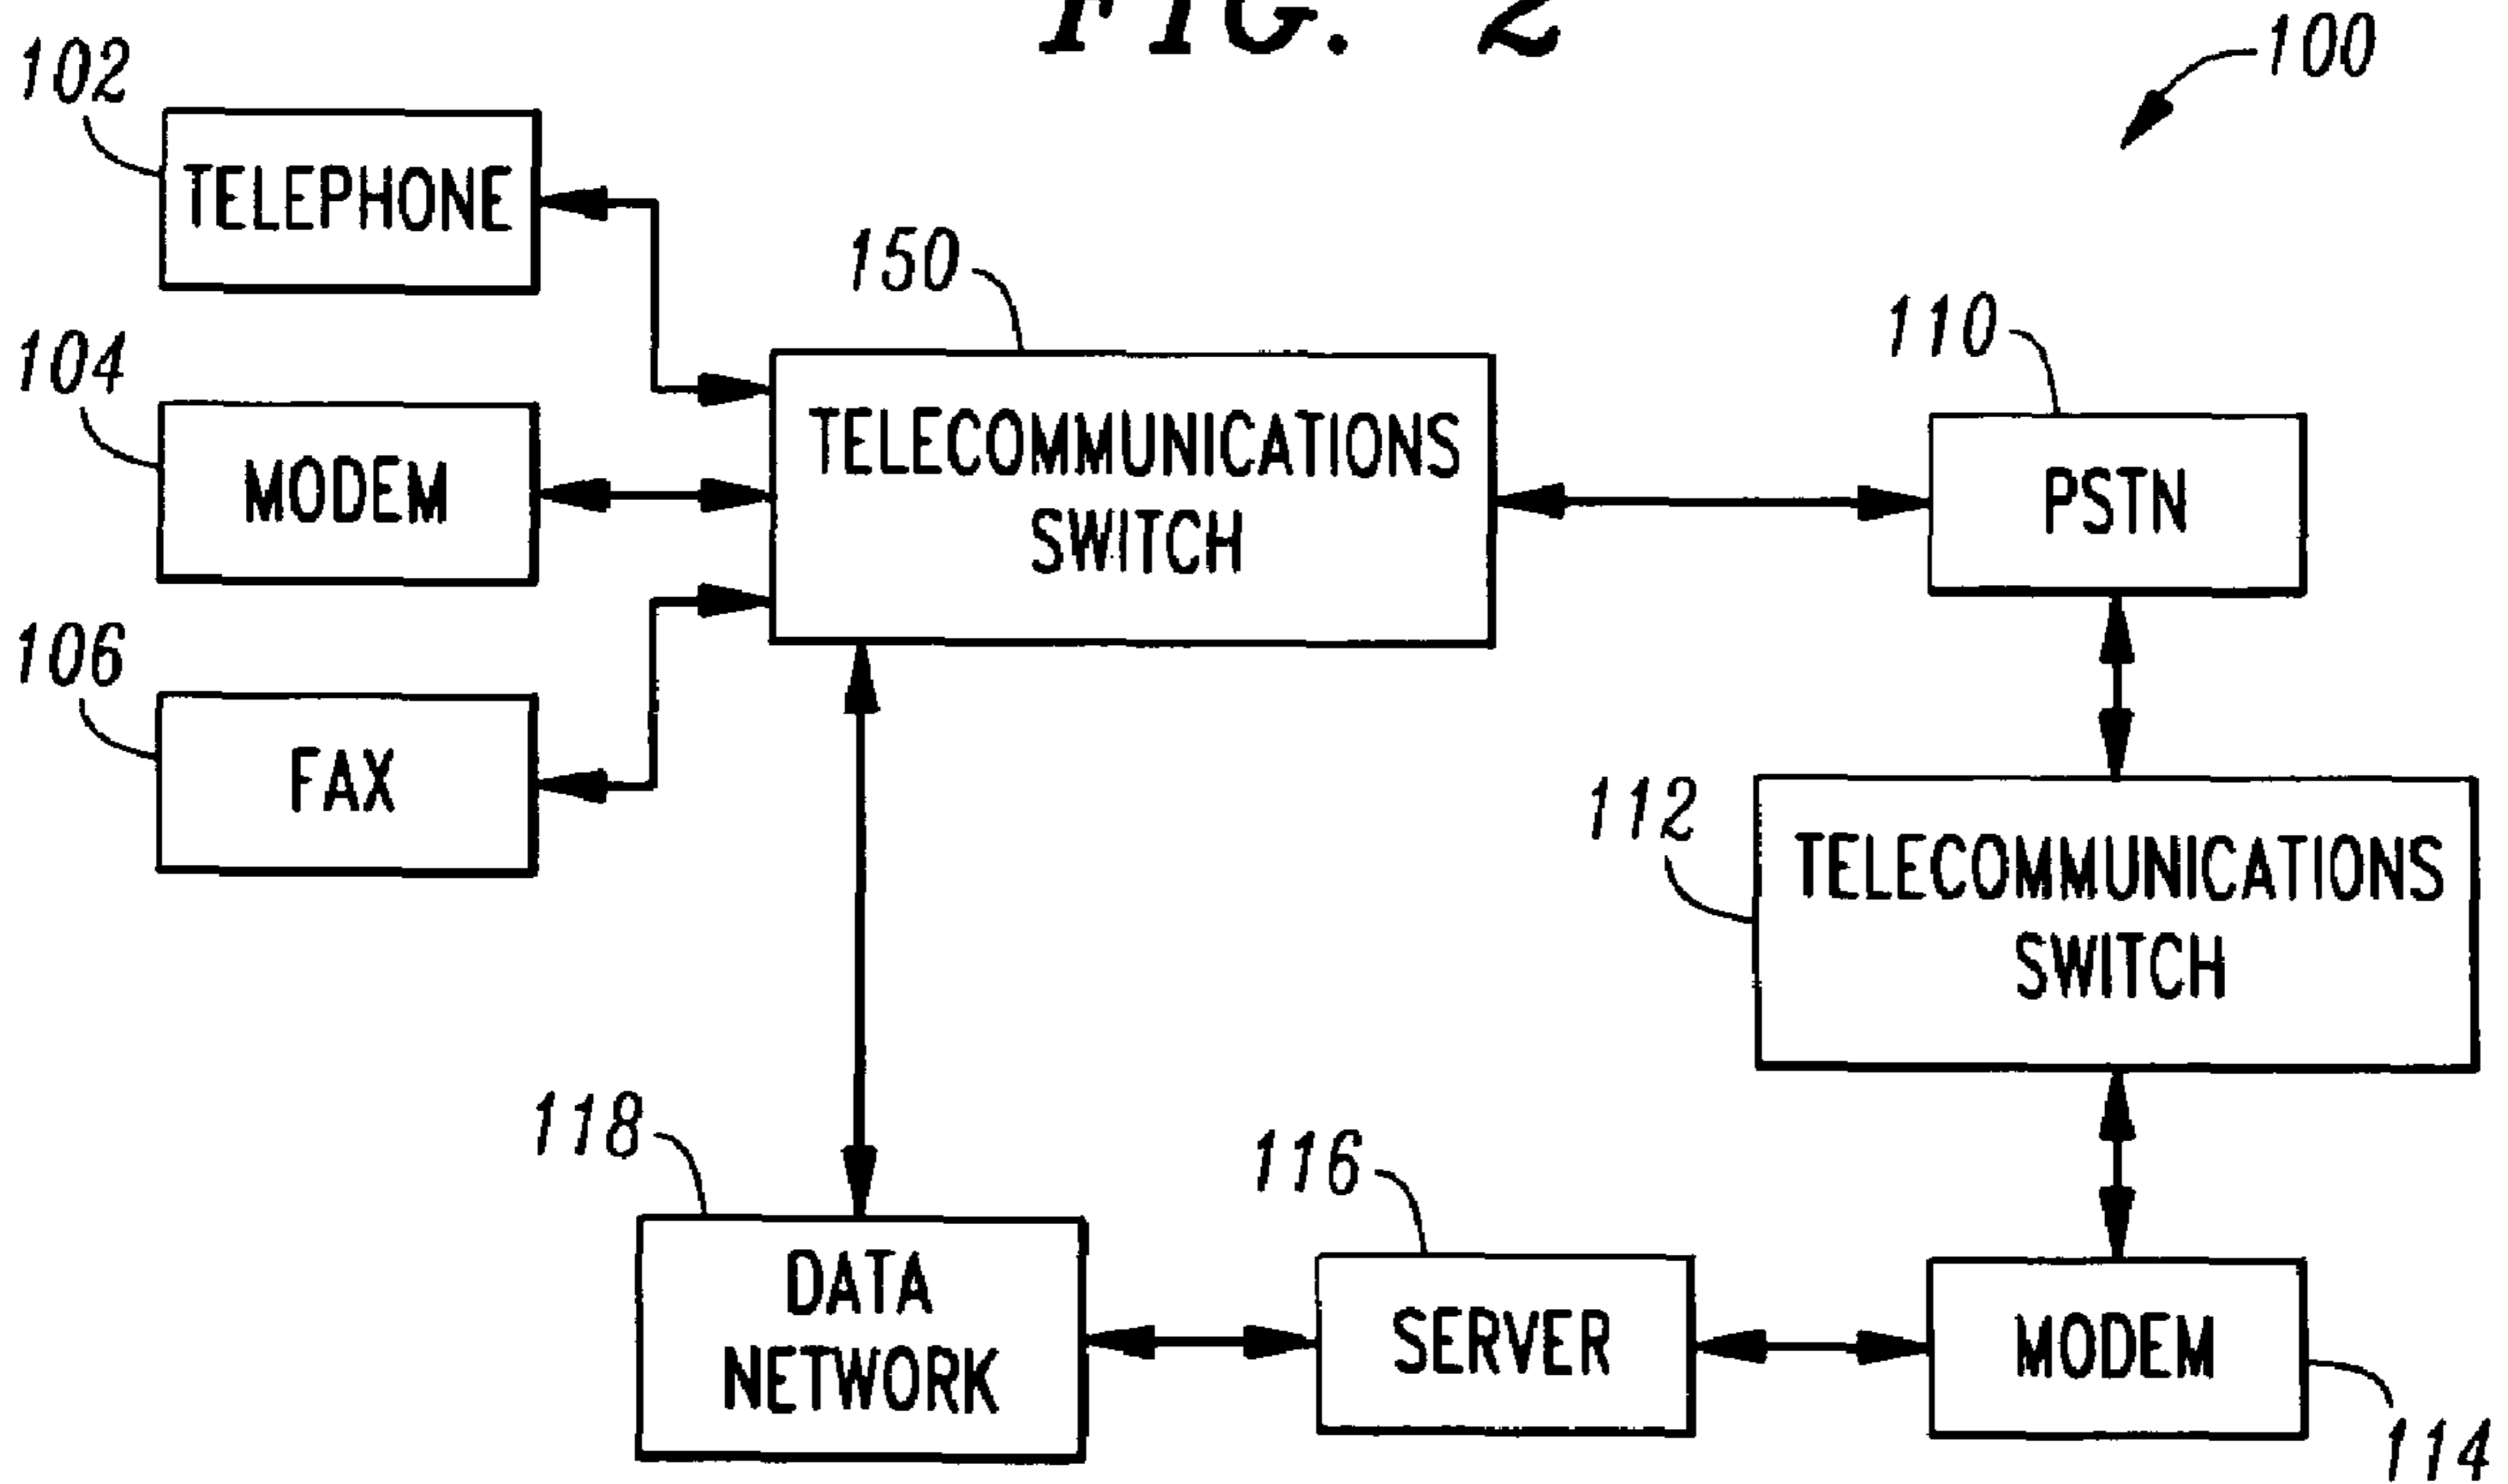 FIG. 2
100
102
TELEPHONE
150
104
MODEM
TELECOMMUNICATIONS
SWITCH
110
PSTN
106
FAX
112
TELECOMMUNICATIONS
SWITCH
118
DATA
NETWORK
116
SERVER
MODEM
114